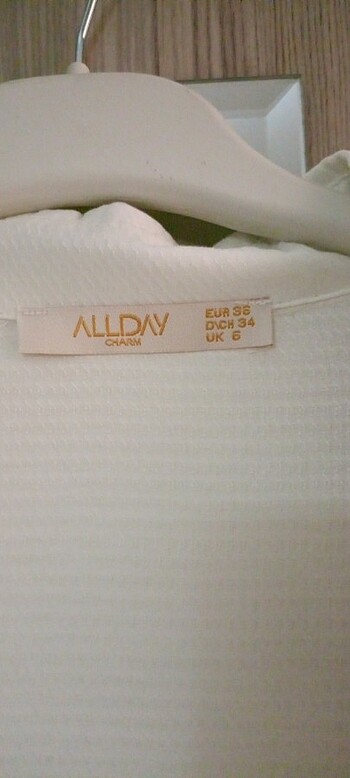 ALLDAY
CHARM
EUR 36
D\CH 34
UK 6